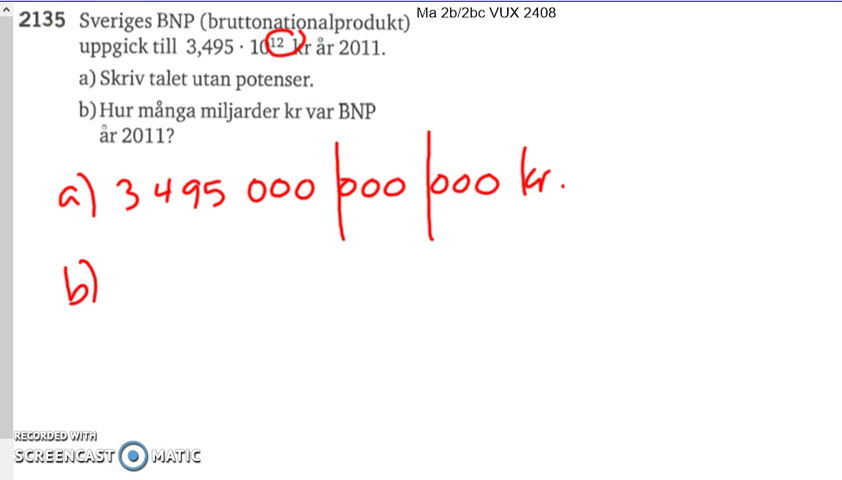 Ma 2b/2bc VUX 2408
2135 Sveriges BNP (bruttonationalprodukt)
uppgick till 3,495 · 10¹² kr år 2011.
a) Skriv talet utan potenser.
b) Hur många miljarder kr var BNP
år 2011?
a) 3 495 000 000 000 kr.
b)
RECORDED WITH
SCREENCAST MATIC